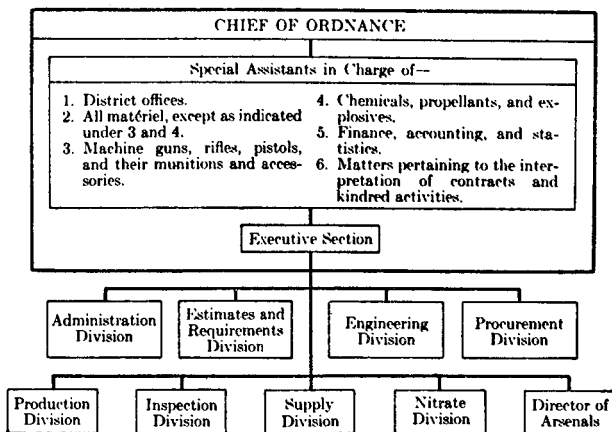 CHIEF OF ORDNANCE
Special Assistants in Charge of—
1. District offices.
2. All matériel, except as indicated
under 3 and 4.
3. Machine guns, rifles, pistols,
and their munitions and acces-
sories.
4. Chemicals, propellants, and ex-
plosives.
5. Finance, accounting, and sta-
tistics.
6. Matters pertaining to the inter-
pretation of contracts and
kindred activities.
Executive Section
Administration
Division
Estimates and
Requirements
Division
Engineering
Division
Procurement
Division
Production
Division
Inspection
Division
Supply
Division
Nitrate
Division
Director of
Arsenals